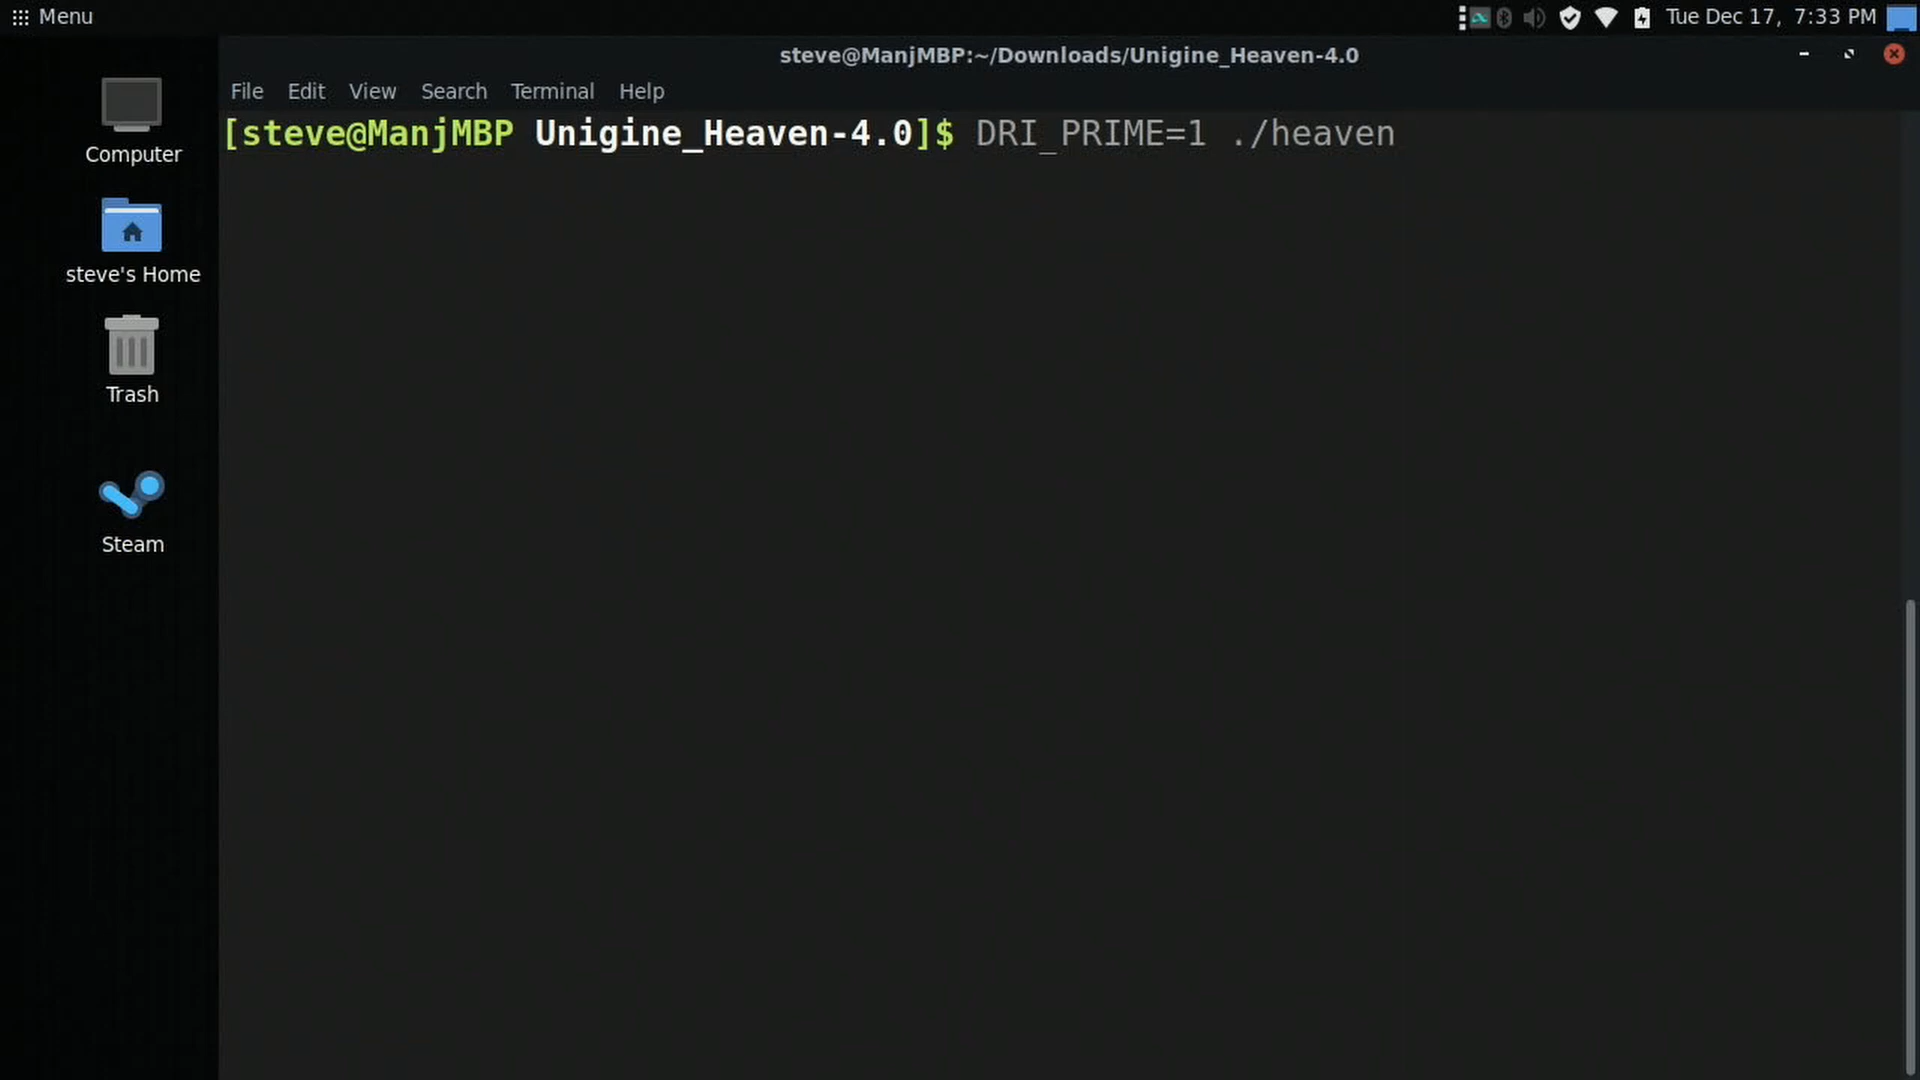 Menu
Tue Dec 17, 7:33 PM
steve@ManjMBP:~/Downloads/Unigine_Heaven-4.0
File Edit View Search Terminal Help
[steve@ManjMBP Unigine_Heaven-4.0]$ DRI_PRIME=1 ./heaven
Computer
steve's Home
Trash
Steam